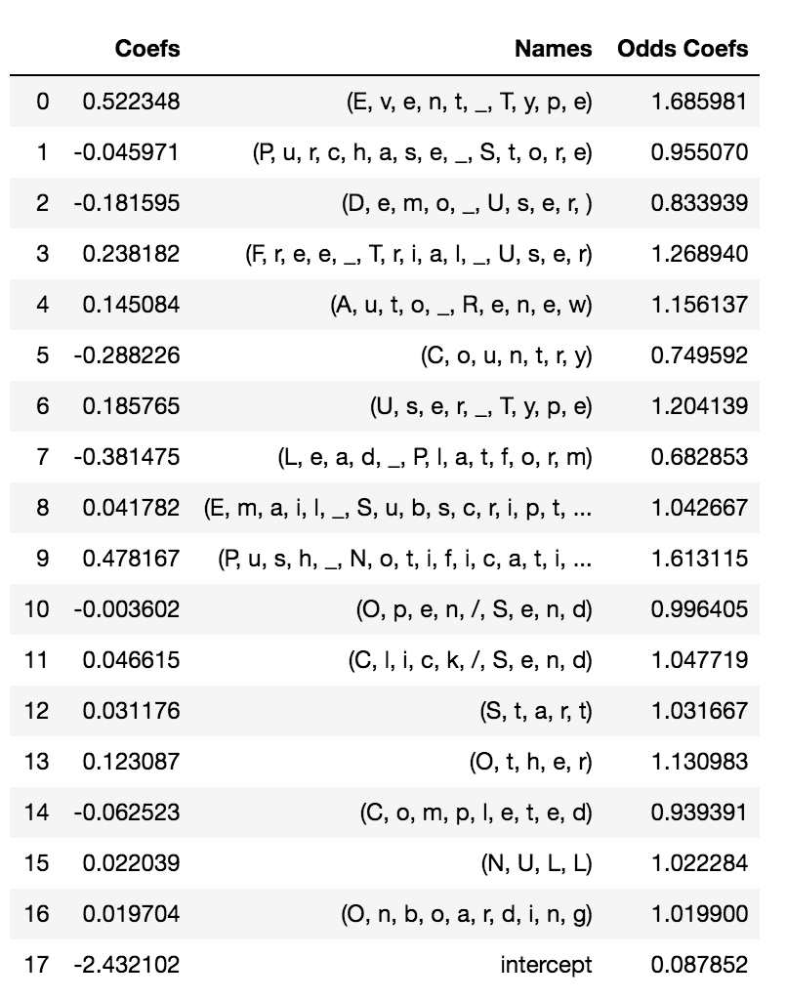 Coefs Names Odds Coefs
0 0.522348 (E, v, e, n, t, _, T, y, p, e) 1.685981
1 -0.045971 (P, u, r, c, h, a, s, e, _, S, t, o, r, e) 0.955070
2 -0.181595 (D, e, m, o, _, U, s, e, r, ) 0.833939
3 0.238182 (F, r, e, e, _, T, r, i, a, l, _, U, s, e, r) 1.268940
4 0.145084 (A, u, t, o, _, R, e, n, e, w) 1.156137
5 -0.288226 (C, o, u, n, t, r, y) 0.749592
6 0.185765 (U, s, e, r, _, T, y, p, e) 1.204139
7 -0.381475 (L, e, a, d, _, P, l, a, t, f, o, r, m) 0.682853
8 0.041782 (E, m, a, i, l, _, S, u, b, s, c, r, i, p, t, ... 1.042667
9 0.478167 (P, u, s, h, _, N, o, t, i, f, i, c, a, t, i, ... 1.613115
10 -0.003602 (O, p, e, n, /, S, e, n, d) 0.996405
11 0.046615 (C, l, i, c, k, /, S, e, n, d) 1.047719
12 0.031176 (S, t, a, r, t) 1.031667
13 0.123087 (O, t, h, e, r) 1.130983
14 -0.062523 (C, o, m, p, l, e, t, e, d) 0.939391
15 0.022039 (N, U, L, L) 1.022284
16 0.019704 (O, n, b, o, a, r, d, i, n, g) 1.019900
17 -2.432102 intercept 0.087852